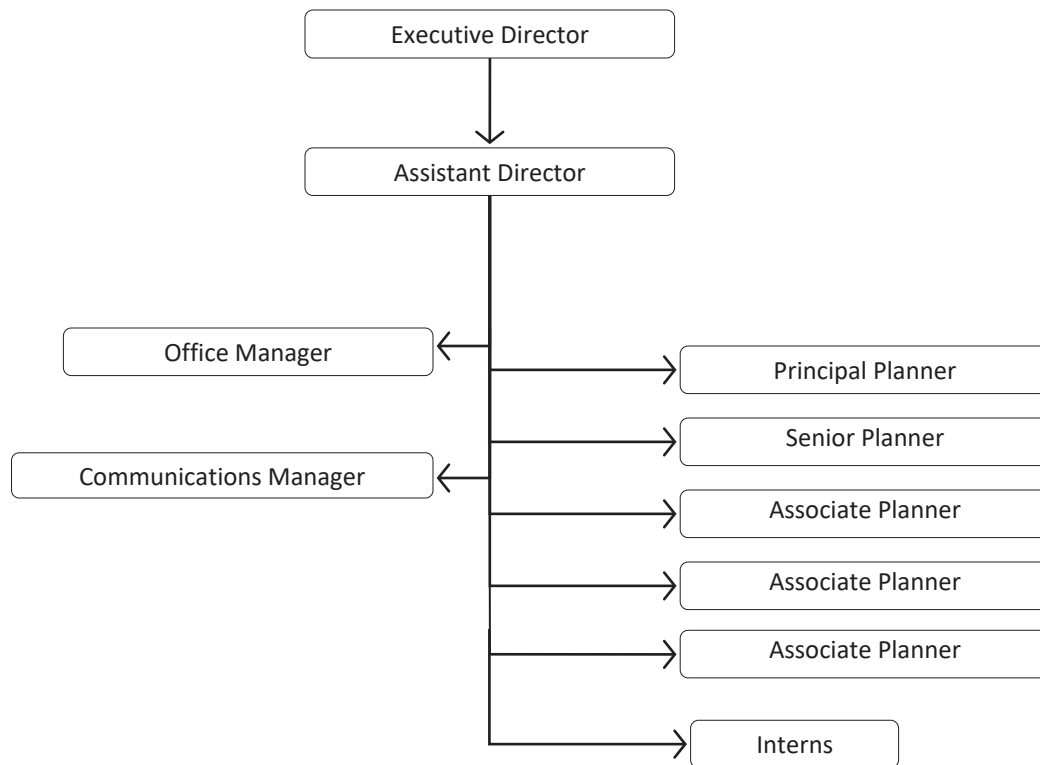 Executive Director
Assistant Director
Office Manager
Principal Planner
Senior Planner
Communications Manager
Associate Planner
Associate Planner
Associate Planner
Interns